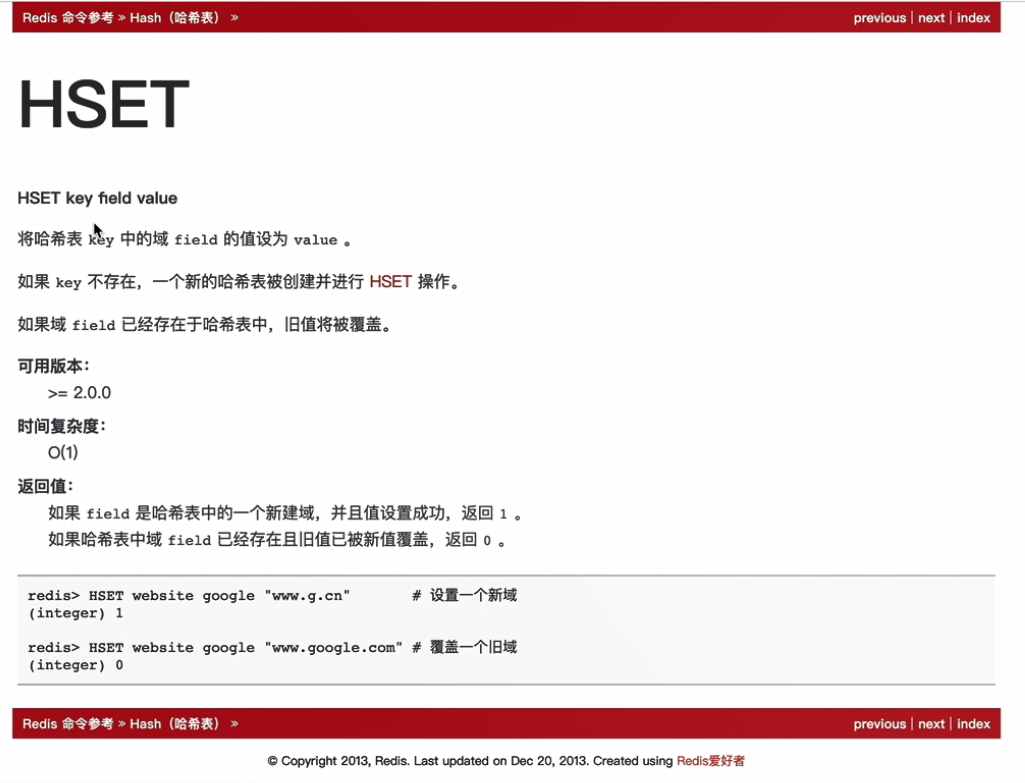 Redis 命令参考 » Hash（哈希表） » previous | next | index
HSET
HSET key field value
将哈希表 key 中的域 field 的值设为 value 。
如果 key 不存在，一个新的哈希表被创建并进行 HSET 操作。
如果域 field 已经存在于哈希表中，旧值将被覆盖。
可用版本：
>= 2.0.0
时间复杂度：
O(1)
返回值：
如果 field 是哈希表中的一个新建域，并且值设置成功，返回 1 。
如果哈希表中域 field 已经存在且旧值已被新值覆盖，返回 0 。
redis> HSET website google "www.g.cn" # 设置一个新域
(integer) 1
redis> HSET website google "www.google.com" # 覆盖一个旧域
(integer) 0
Redis 命令参考 » Hash（哈希表） » previous | next | index
© Copyright 2013, Redis. Last updated on Dec 20, 2013. Created using Redis爱好者